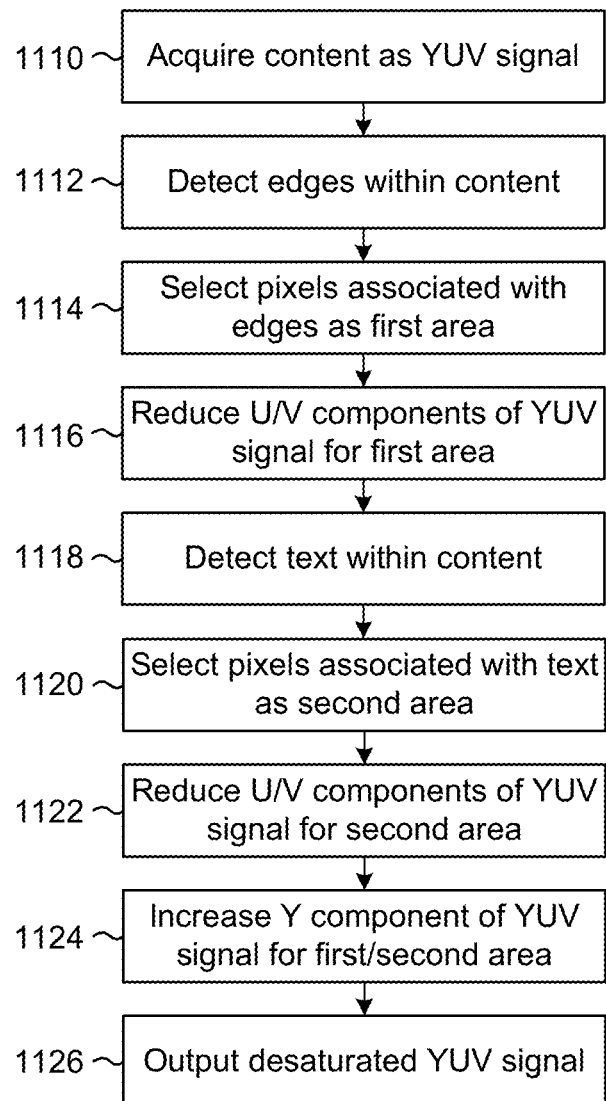 1110 Acquire content as YUV signal
1112 Detect edges within content
1114 Select pixels associated with
edges as first area
1116 Reduce U/V components of YUV
signal for first area
1118 Detect text within content
1120 Select pixels associated with text
as second area
1122 Reduce U/V components of YUV
signal for second area
1124 Increase Y component of YUV
signal for first/second area
1126 Output desaturated YUV signal